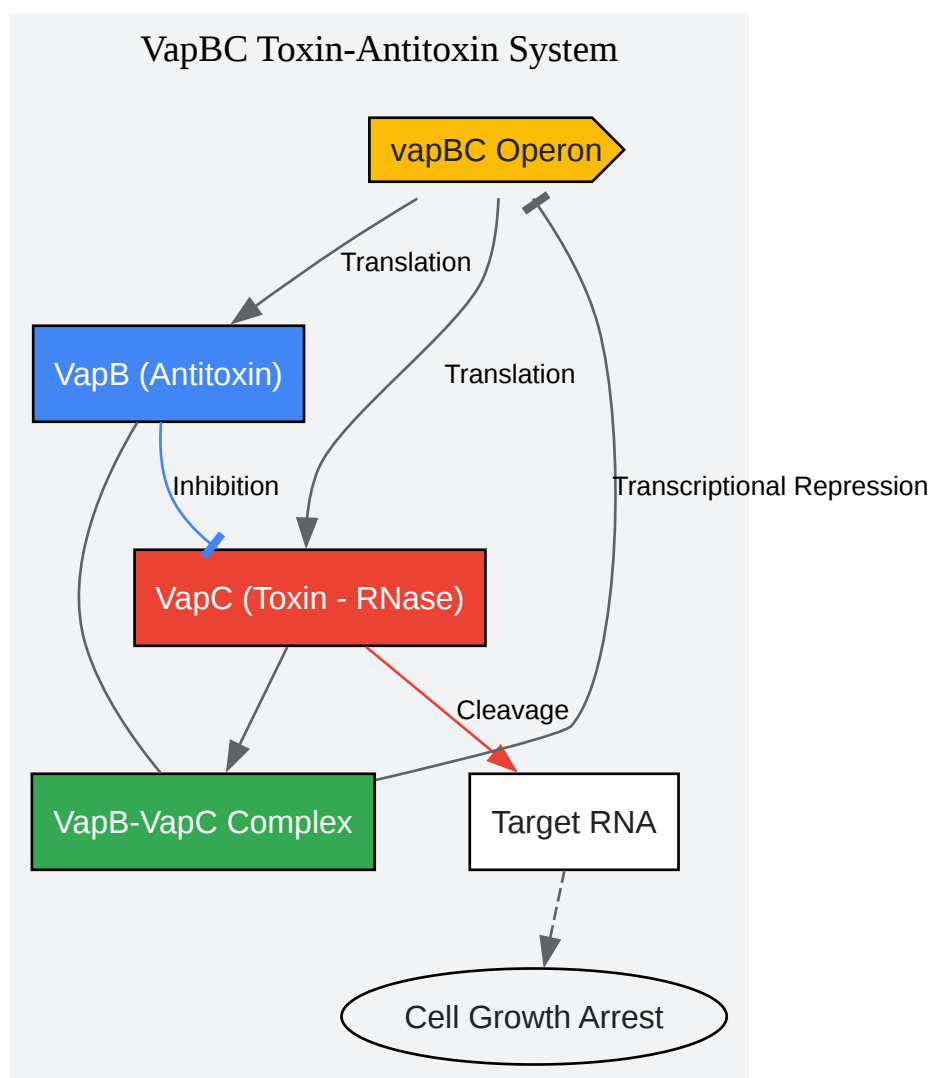 VapBC Toxin-Antitoxin System
vapBC Operon
Translation
VapB (Antitoxin)
Translation
Inhibition
Transcriptional Repression
VapC (Toxin - RNase)
Cleavage
VapB-VapC Complex
Target RNA
Cell Growth Arrest